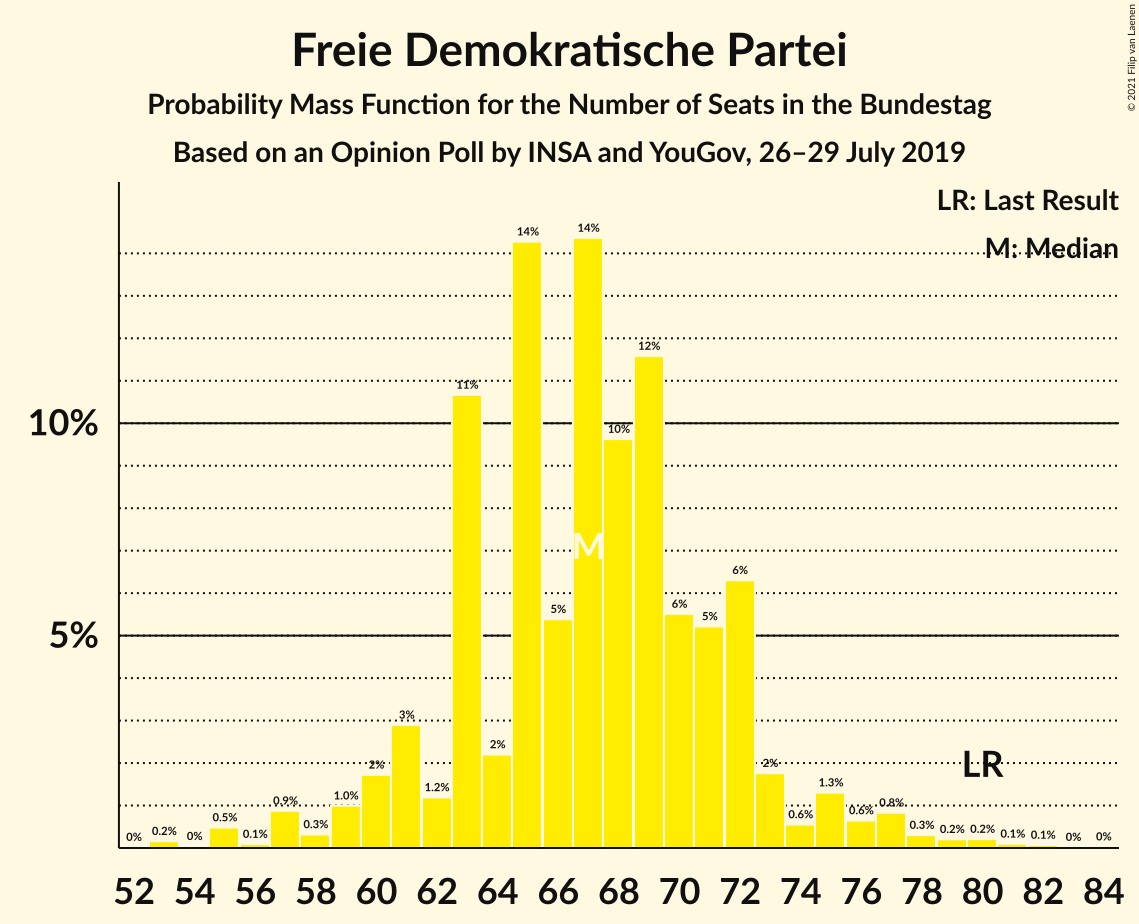 © 2021 Filip van Laenen
Freie Demokratische Partei
Probability Mass Function for the Number of Seats in the Bundestag
Based on an Opinion Poll by INSA and YouGov, 26–29 July 2019
LR: Last Result
M: Median
10%
5%
0% 0.2% 0% 0.5% 0.1% 0.9% 0.3% 1.0% 2% 3% 1.2% 11% 2% 14% 5% 14% 10% 12% 6% 5% 6% 2% 0.6% 1.3% 0.6% 0.8% 0.3% 0.2% 0.2% 0.1% 0.1% 0% 0%
M
LR
52 54 56 58 60 62 64 66 68 70 72 74 76 78 80 82 84